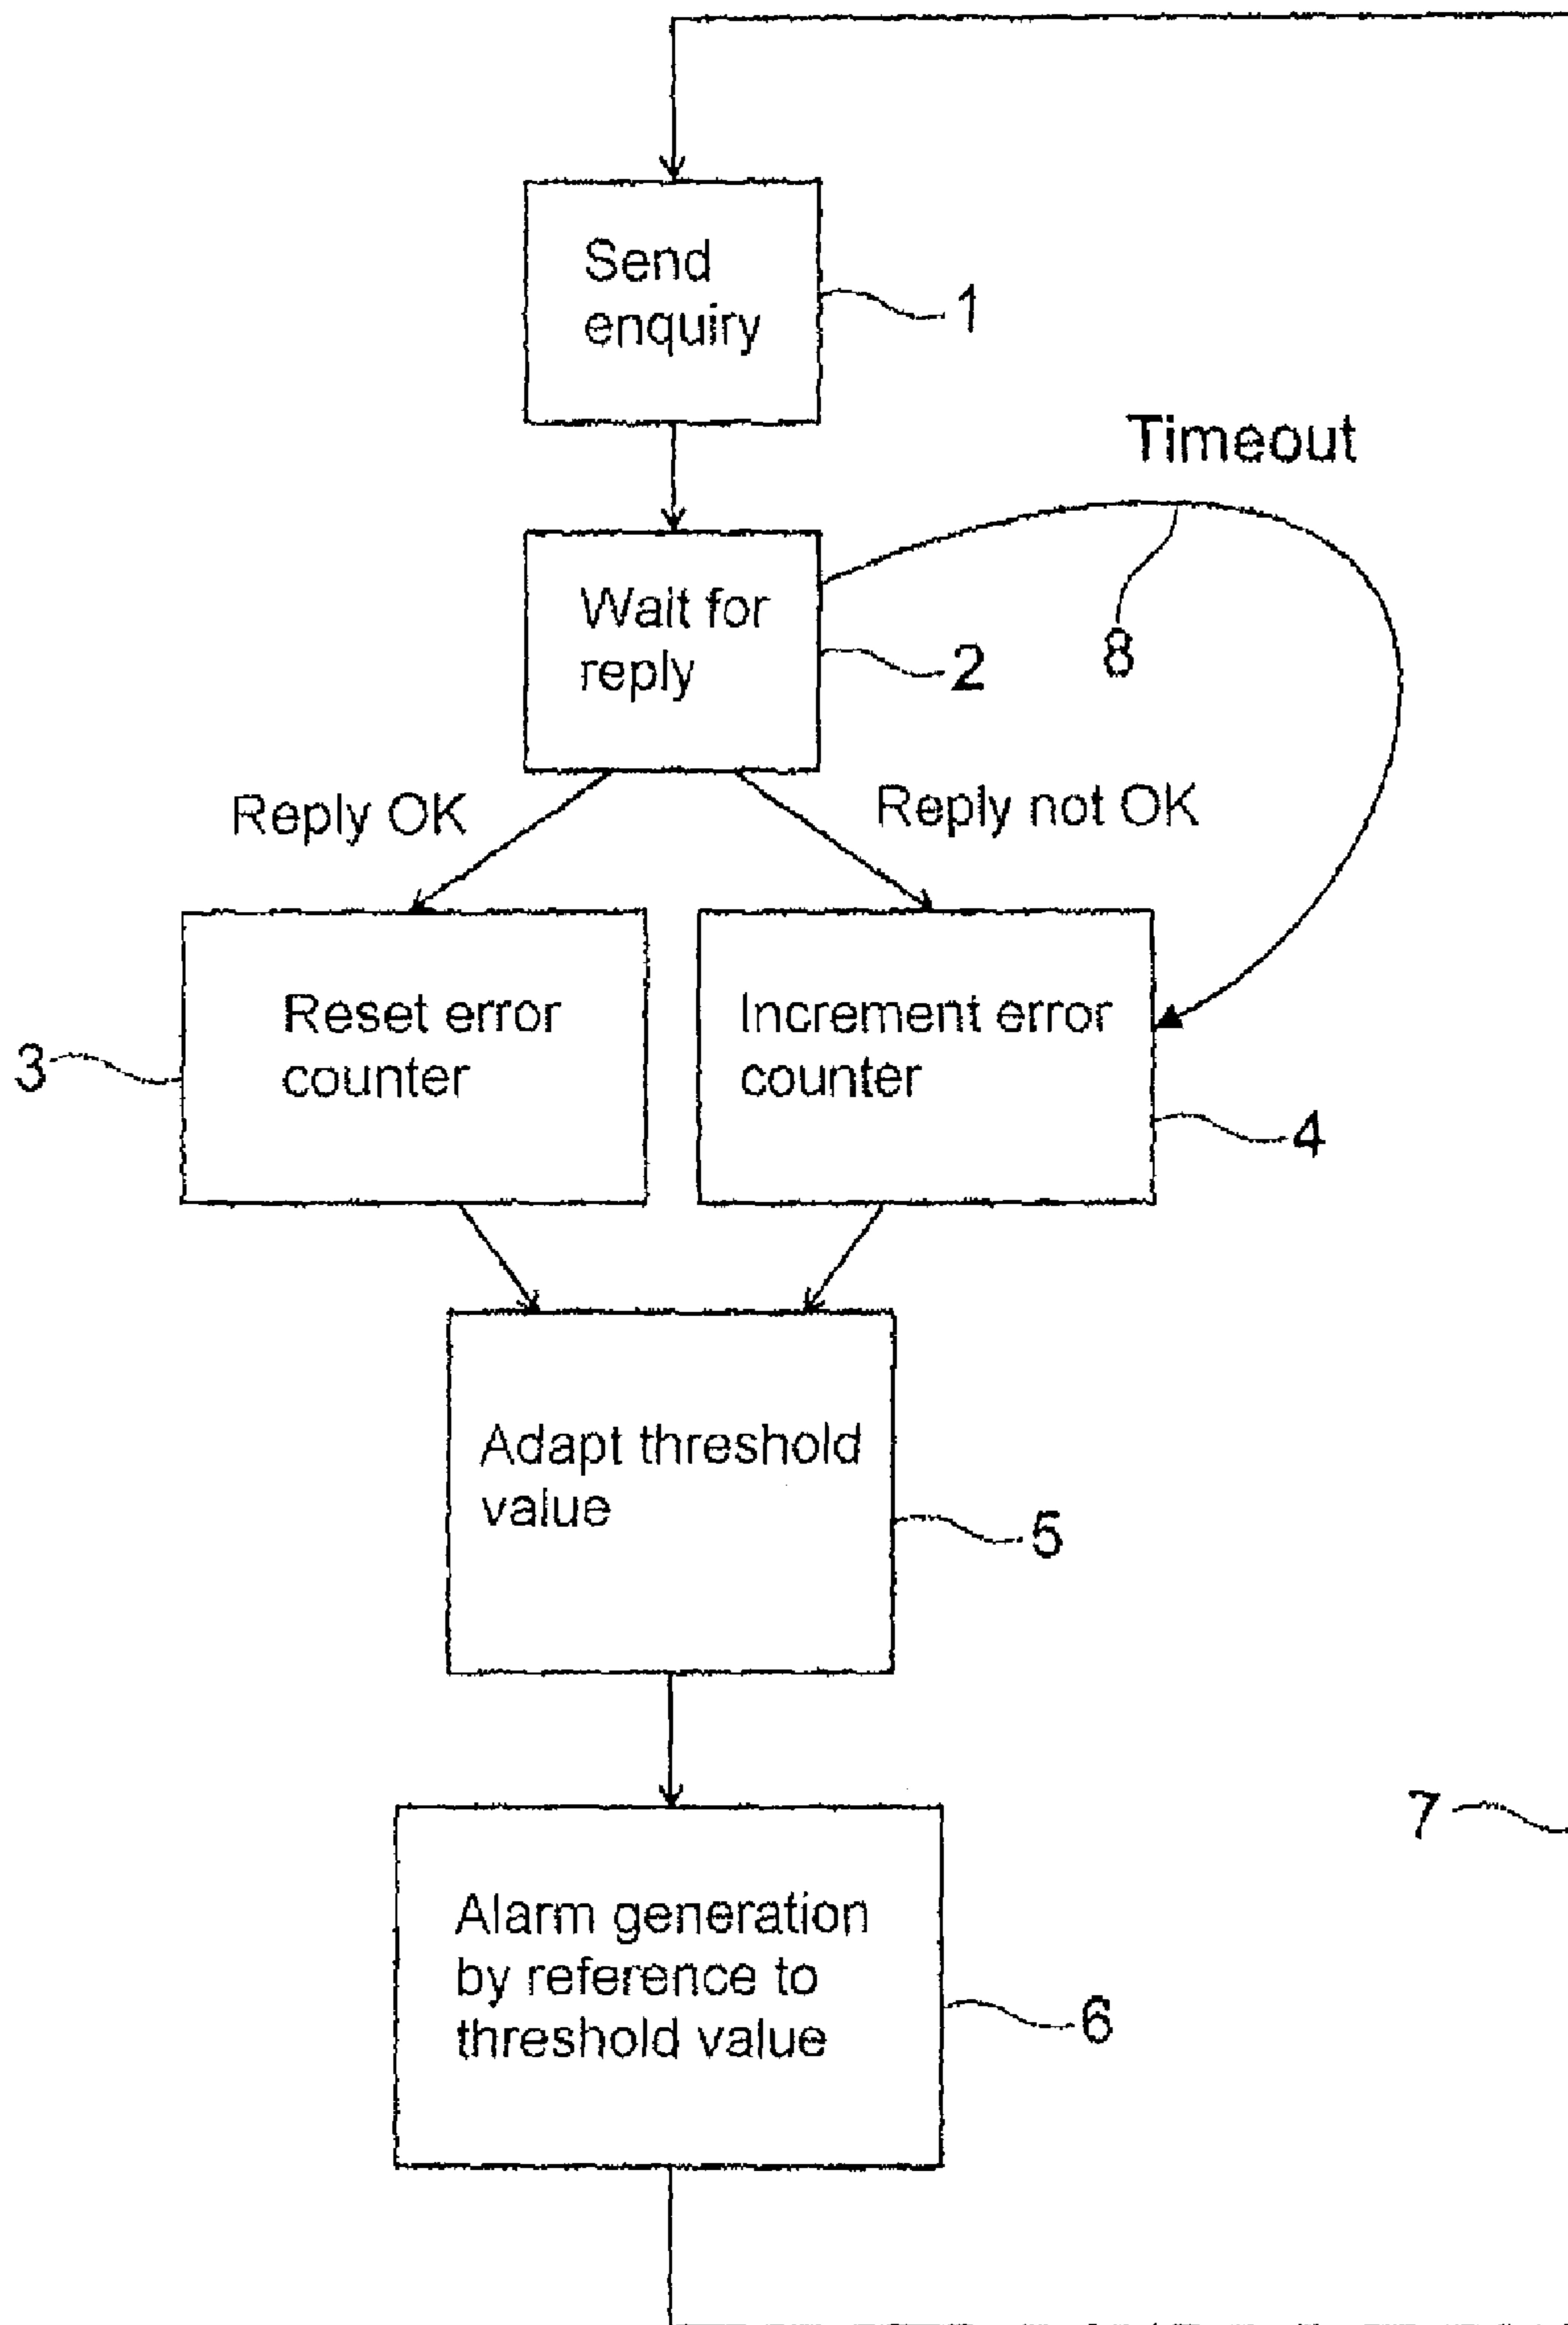 Send
enquiry
1
Timeout
Wait for
reply
2
8
Reply OK
Reply not OK
Reset error
counter
3
Increment error
counter
4
Adapt threshold
value
5
7
Alarm generation
by reference to
threshold value
6